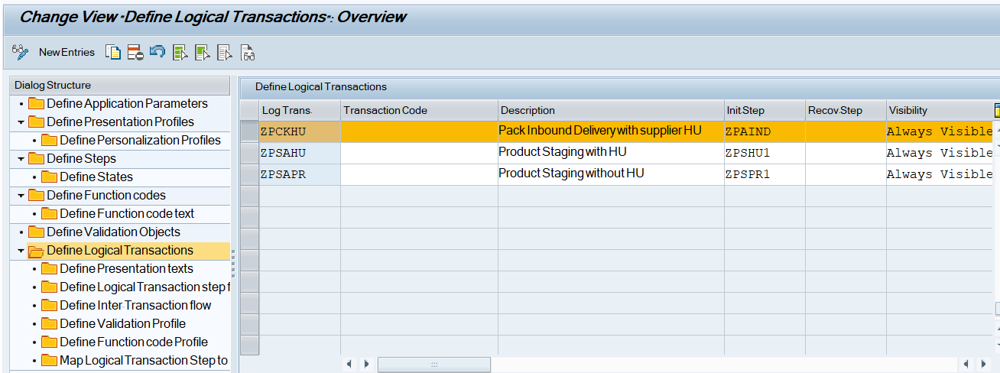 Change View "Define Logical Transactions": Overview
New Entries
Dialog Structure
Define Application Parameters
Define Presentation Profiles
Define Personalization Profiles
Define Steps
Define States
Define Function codes
Define Function code text
Define Validation Objects
Define Logical Transactions
Define Presentation texts
Define Logical Transaction step f
Define Inter-Transaction flow
Define Validation Profile
Define Function code Profile
Map Logical Transaction Step to
Define Logical Transactions
Log Trans. Transaction Code Description Init.Step Recov.Step Visibility
ZPCKHU Pack Inbound Delivery with supplier HU ZPAIND Always Visible
ZPSAHU Product Staging with HU ZPSHU1 Always Visible
ZPSAPR Product Staging without HU ZPSPR1 Always Visible